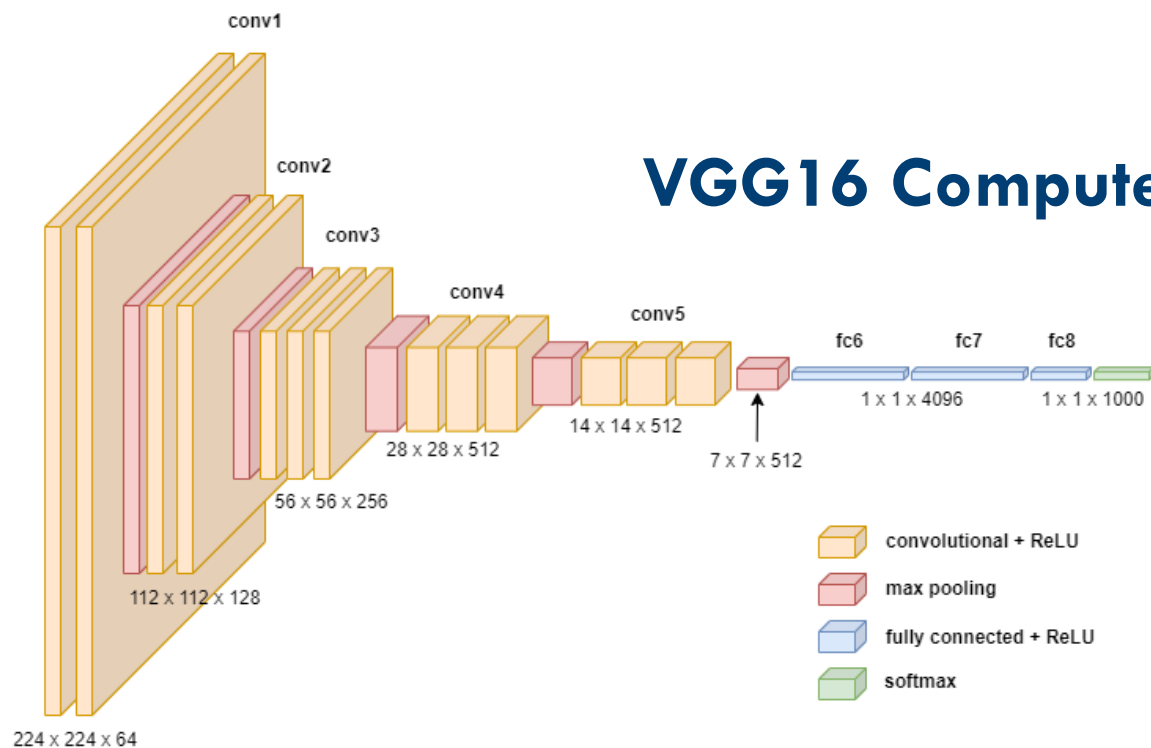 conv1
conv2
VGG16 Compute
conv3
conv4
conv5
fc6
fc7
fc8
1 x 1 x 4096
1 x 1 x 1000
14 x 14 x 512
28 x 28 x 512
7 x 7 x 512
56 x 56 x 256
convolutional + ReLU
max pooling
112 x 112 x 128
fully connected + ReLU
softmax
224 x 224 x 64